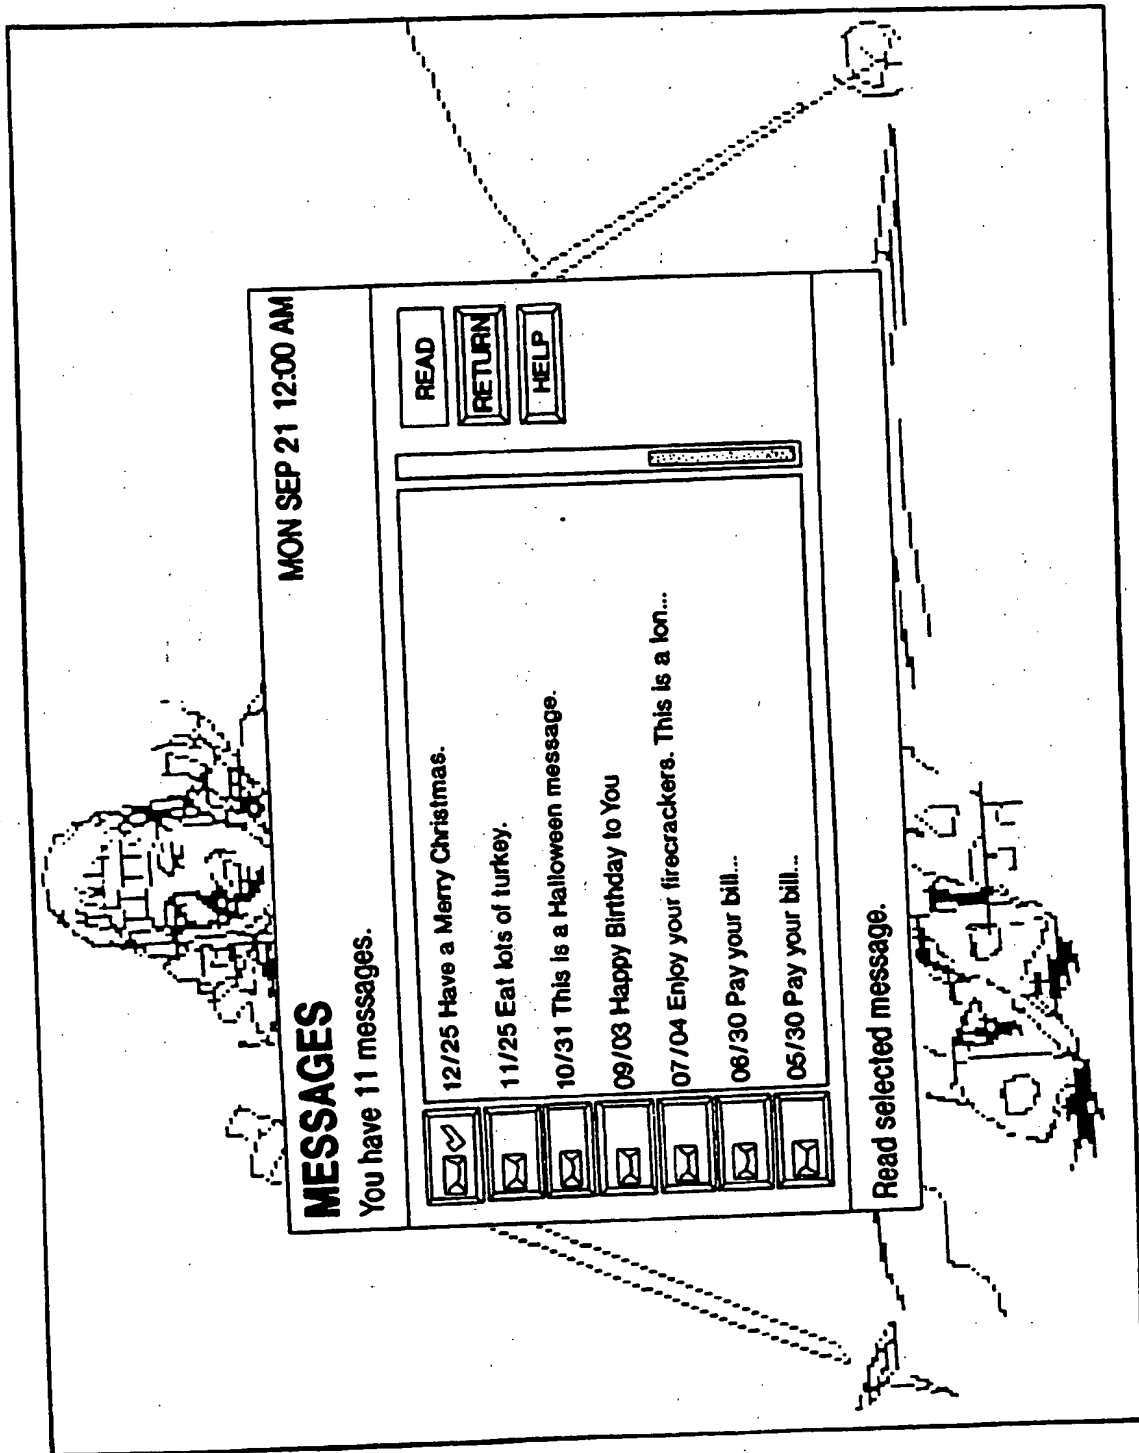 MESSAGES
MON SEP 21 12:00 AM
You have 11 messages.
12/25 Have a Merry Christmas.
11/25 Eat lots of turkey.
10/31 This is a Halloween message.
09/03 Happy Birthday to You
07/04 Enjoy your firecrackers. This is a lon...
06/30 Pay your bill...
05/30 Pay your bill...
READ
RETURN
HELP
Read selected message.